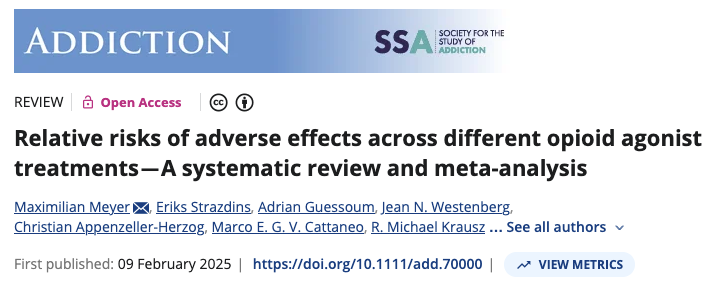 ADDICTION
SSA SOCIETY FOR THE
STUDY OF
ADDICTION
REVIEW Open Access cc
Relative risks of adverse effects across different opioid agonist
treatments—A systematic review and meta-analysis
Maximilian Meyer, Eriks Strazdins, Adrian Guessoum, Jean N. Westenberg,
Christian Appenzeller-Herzog, Marco E. G. V. Cattaneo, R. Michael Krausz ... See all authors
First published: 09 February 2025 | https://doi.org/10.1111/add.70000 | VIEW METRICS